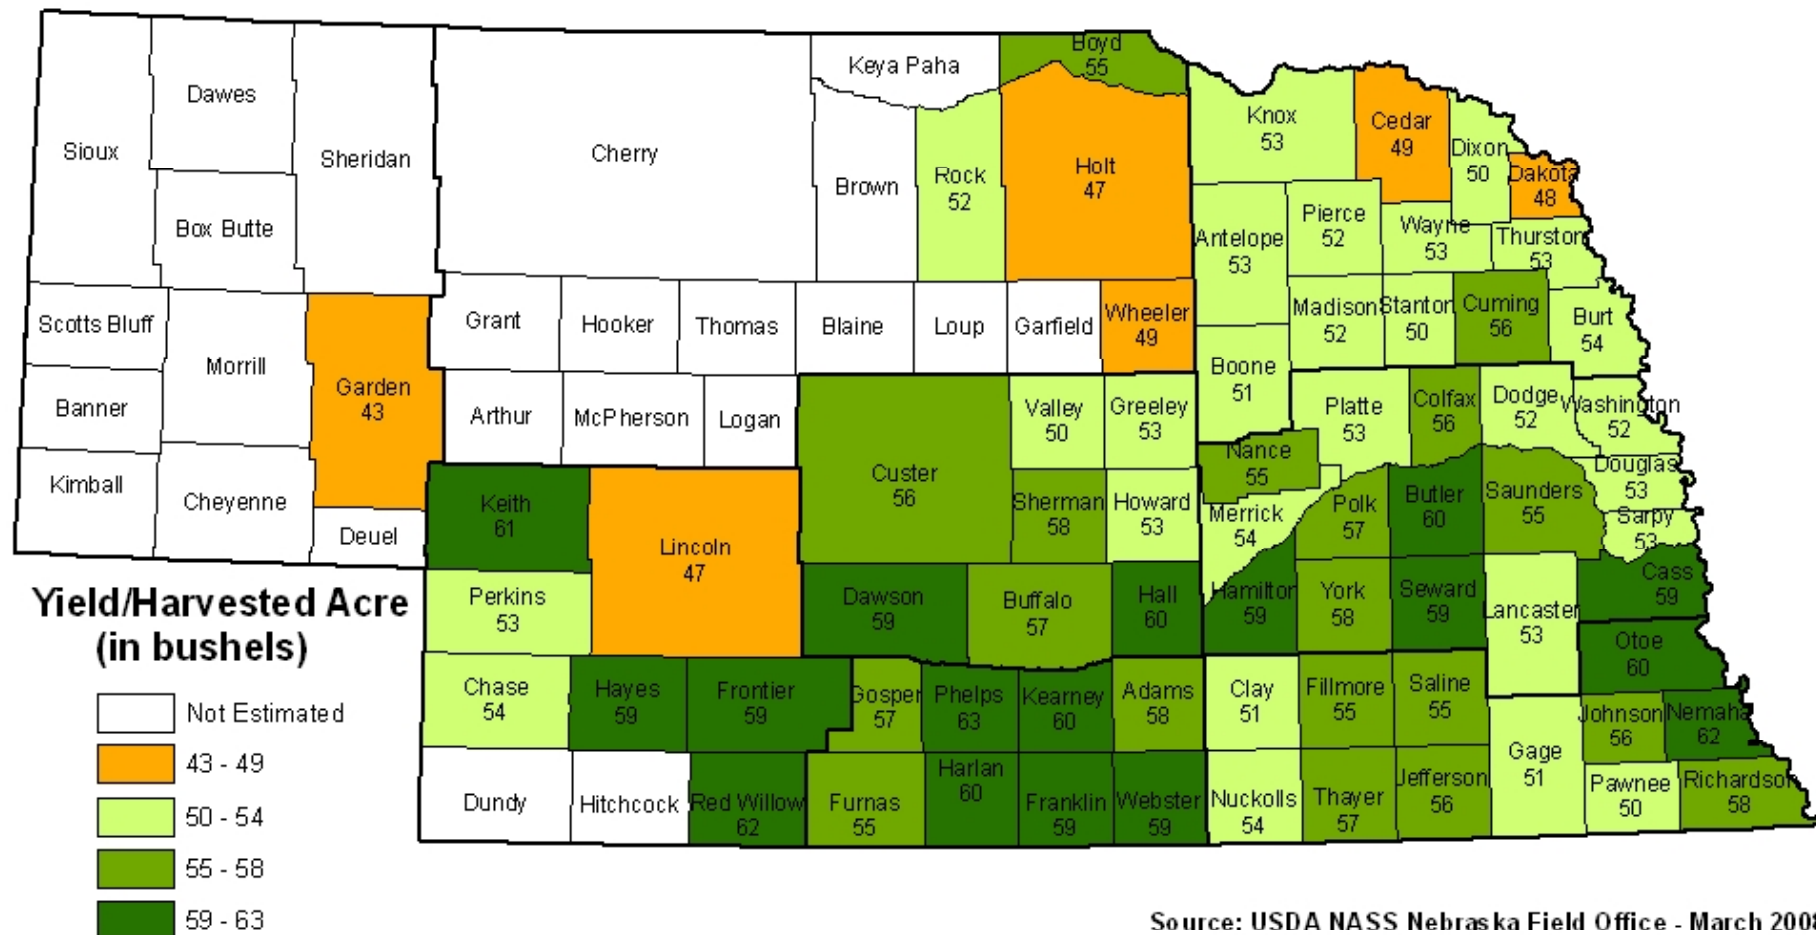 Boyd
55
Keya Paha
Dawes
Knox
53
Cedar
49
Sioux
Sheridan
Cherry
Brown
Rock
52
Holt
47
Dixon
50
Dakota
48
Box Butte
Pierce
52
Antelope
53
Wayne
53
Thurston
53
Scotts Bluff
Grant
Hooker
Thomas
Blaine
Loup
Garfield
Wheeler
49
Madison
52
Stanton
50
Cuming
56
Burt
54
Morrill
Garden
43
Boone
51
Banner
Arthur
McPherson
Logan
Valley
50
Greeley
53
Platte
53
Colfax
56
Dodge
52
Washington
52
Kimball
Cheyenne
Deuel
Keith
61
Lincoln
47
Custer
56
Sherman
58
Howard
53
Nance
55
Merrick
54
Polk
57
Butler
60
Saunders
55
Douglas
53
Sarpy
53
Perkins
53
Dawson
59
Buffalo
57
Hall
60
Hamilton
59
York
58
Seward
59
Lancaster
53
Cass
59
Otoe
60
Chase
54
Hayes
59
Frontier
59
Gosper
57
Phelps
63
Kearney
60
Adams
58
Clay
51
Fillmore
55
Saline
55
Gage
51
Johnson
56
Nemaha
62
Dundy
Hitchcock
Red Willow
62
Furnas
55
Harlan
60
Franklin
59
Webster
59
Nuckolls
54
Thayer
57
Jefferson
56
Pawnee
50
Richardson
58
Yield/Harvested Acre
(in bushels)
Not Estimated
43 - 49
50 - 54
55 - 58
59 - 63
Source: USDA NASS Nebraska Field Office - March 2008